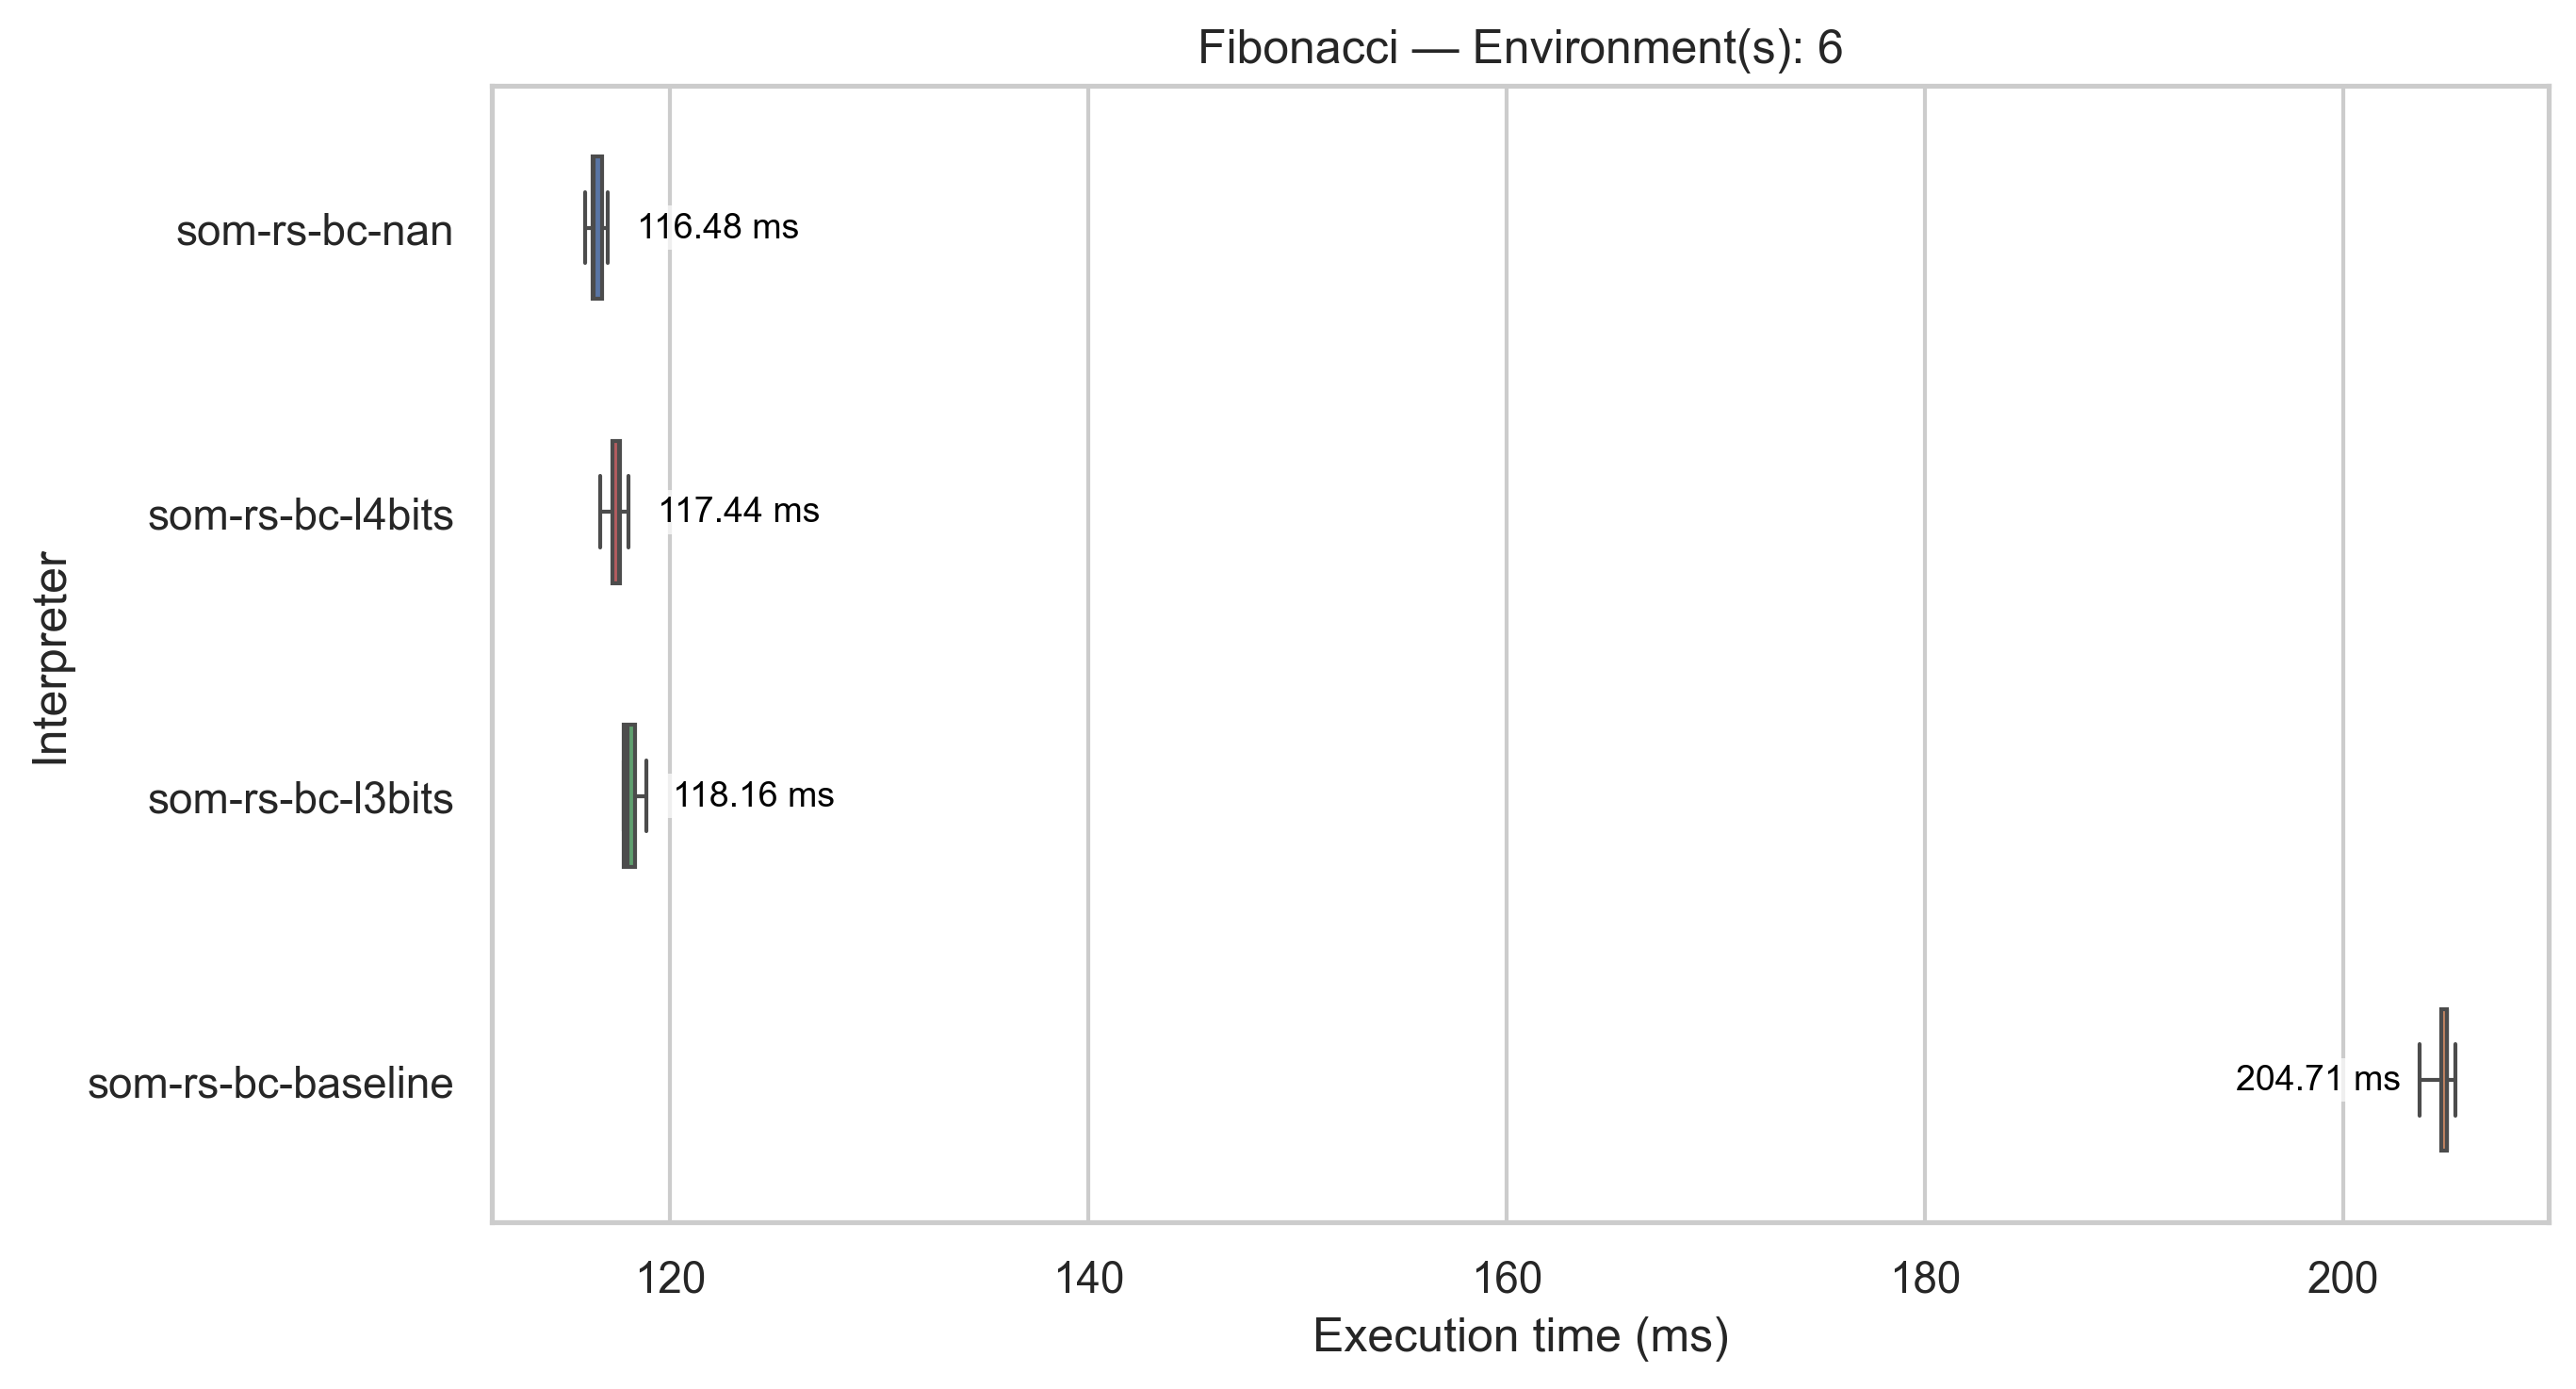 Fibonacci — Environment(s): 6
som-rs-bc-nan
116.48 ms
som-rs-bc-l4bits
117.44 ms
Interpreter
som-rs-bc-l3bits
118.16 ms
som-rs-bc-baseline
204.71 ms
120 140 160 180 200
Execution time (ms)